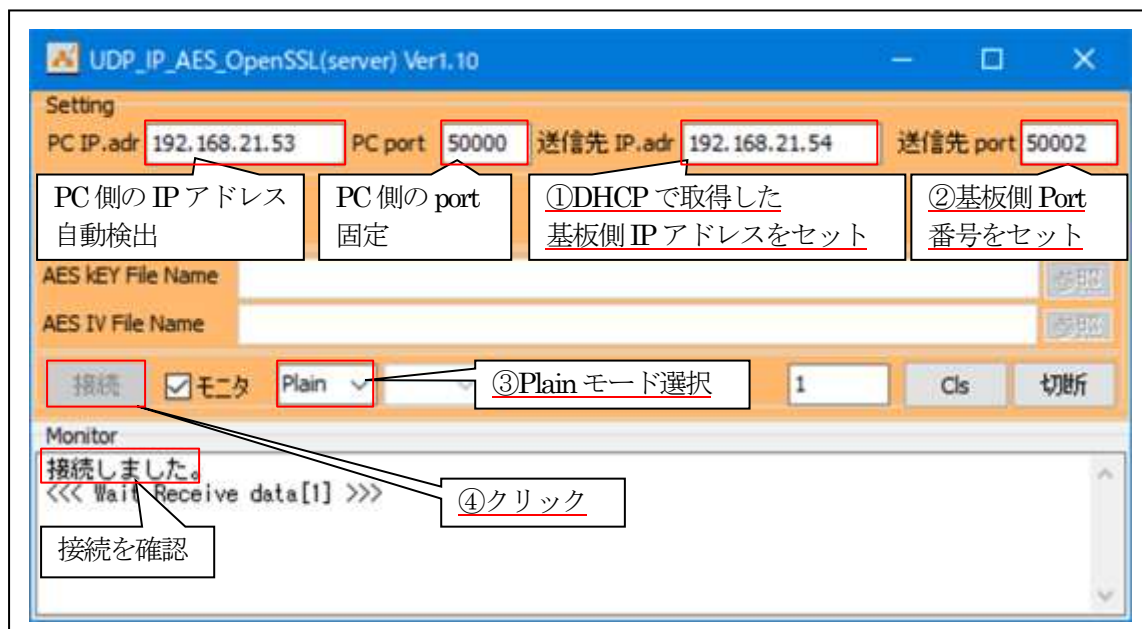 UDP_IP_AES_OpenSSL(server) Ver1.10
Setting
PC IP.adr 192.168.21.53 PC port 50000 送信先 IP.adr 192.168.21.54 送信先 port 50002
PC 側の IP アドレス
自動検出
PC 側の port
固定
①DHCP で取得した
基板側 IP アドレスをセット
②基板側 Port
番号をセット
AES kEY File Name 参照
AES IV File Name 参照
接続 モニタ Plain ③Plain モード選択 1 Cls 切断
Monitor
接続しました。
<<< Wait Receive data[1] >>>
④クリック
接続を確認